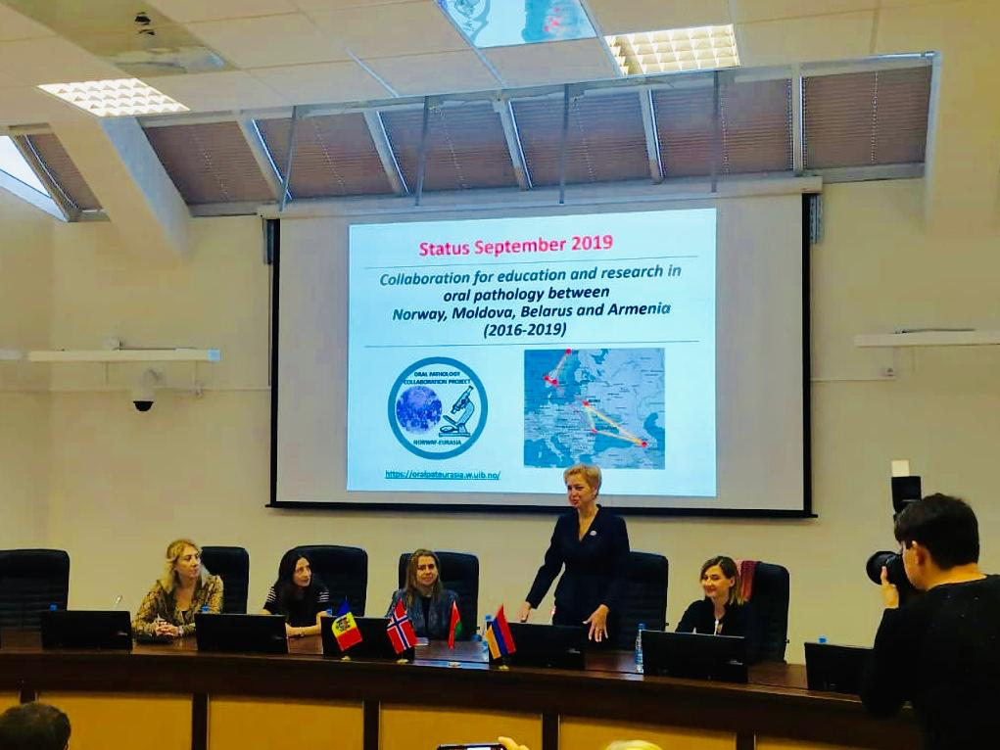 Status September 2019
Collaboration for education and research in
oral pathology between
Norway, Moldova, Belarus and Armenia
(2016-2019)
ORAL PATHOLOGY
COLLABORATION PROJECT
NORWAY-EURASIA
https://oralpateurasia.w.uib.no/